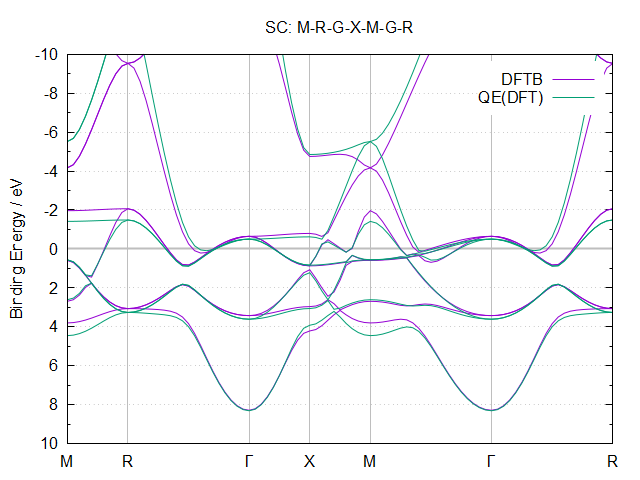 SC: M-R-G-X-M-G-R
DFTB
QE(DFT)
Binding Energy / eV
-10
-8
-6
-4
-2
0
2
4
6
8
10
M R Γ X M Γ R